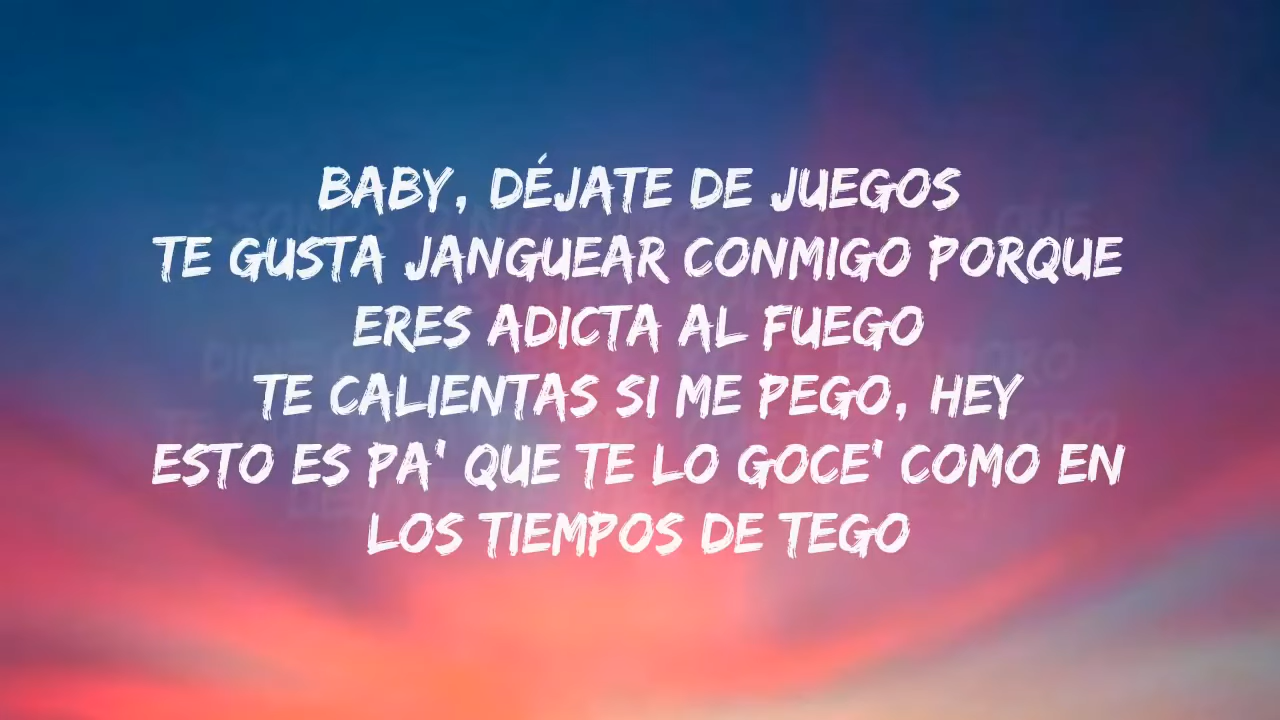 BABY, DÉJATE DE JUEGOS
TE GUSTA JANGUEAR CONMIGO PORQUE
ERES ADICTA AL FUEGO
TE CALIENTAS SI ME PEGO, HEY
ESTO ES PA' QUE TE LO GOCE' COMO EN
LOS TIEMPOS DE TEGO